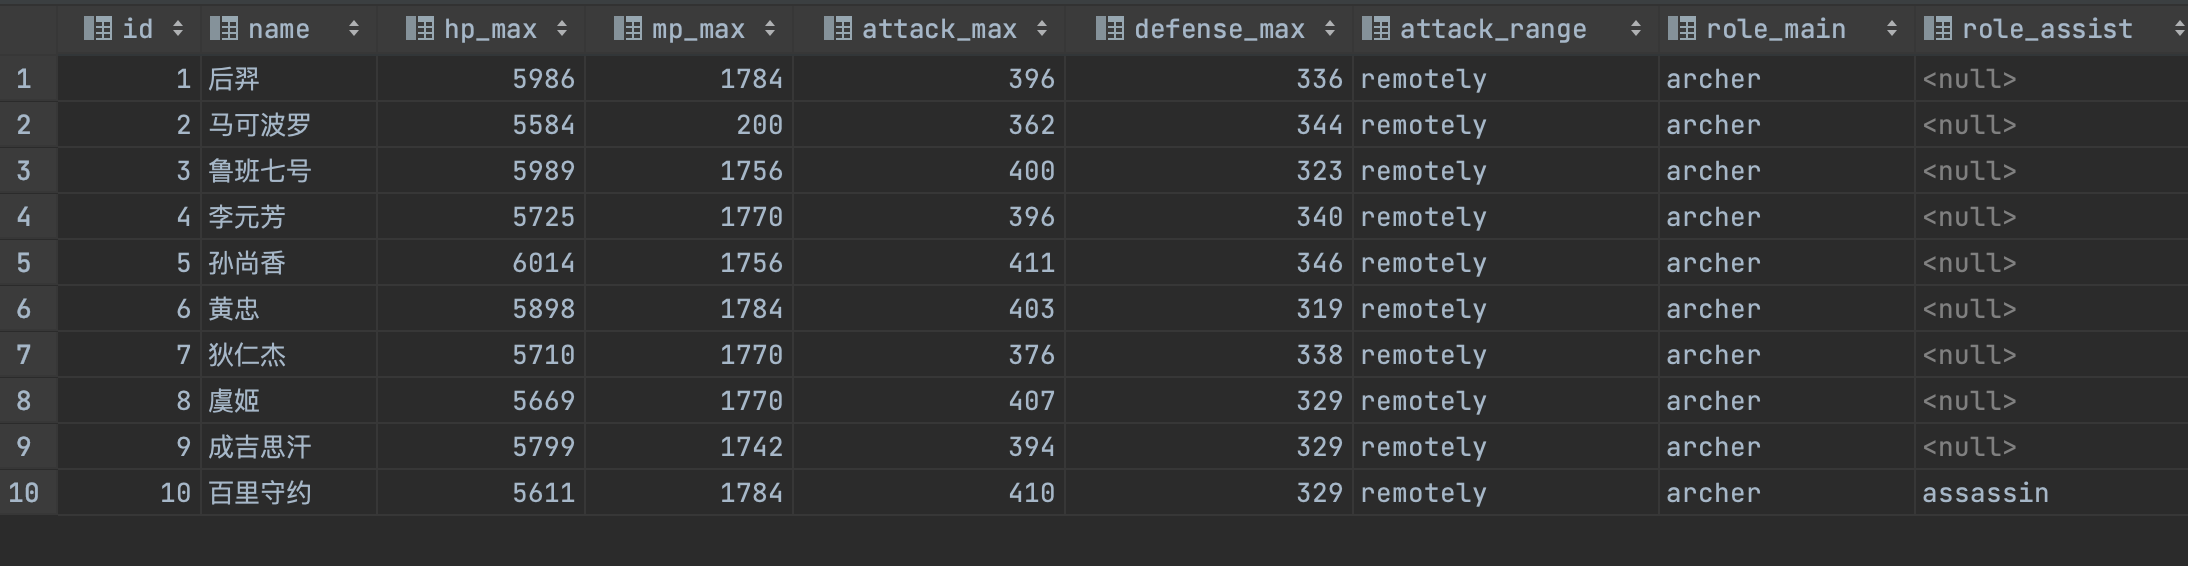 id name hp_max mp_max attack_max defense_max attack_range role_main role_assist
1 1 后羿 5986 1784 396 336 remotely archer <null>
2 2 马可波罗 5584 200 362 344 remotely archer <null>
3 3 鲁班七号 5989 1756 400 323 remotely archer <null>
4 4 李元芳 5725 1770 396 340 remotely archer <null>
5 5 孙尚香 6014 1756 411 346 remotely archer <null>
6 6 黄忠 5898 1784 403 319 remotely archer <null>
7 7 狄仁杰 5710 1770 376 338 remotely archer <null>
8 8 虞姬 5669 1770 407 329 remotely archer <null>
9 9 成吉思汗 5799 1742 394 329 remotely archer <null>
10 10 百里守约 5611 1784 410 329 remotely archer assassin